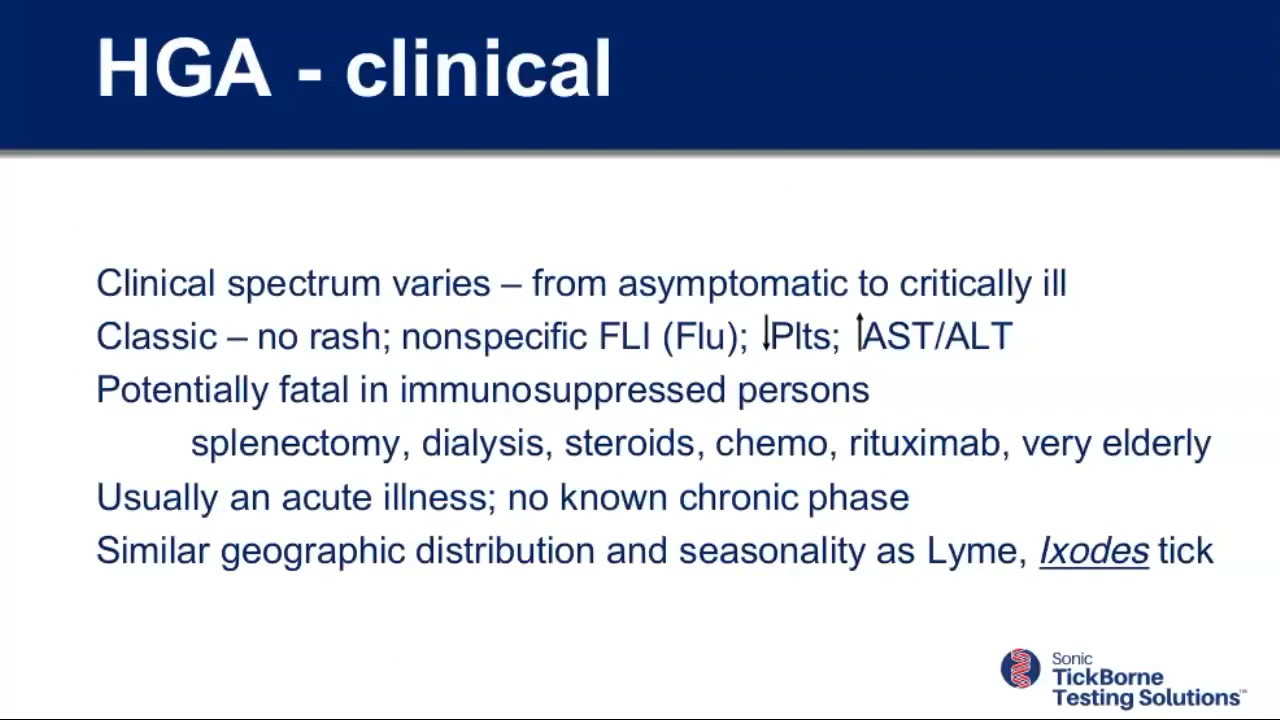 HGA - clinical
Clinical spectrum varies – from asymptomatic to critically ill
Classic – no rash; nonspecific FLI (Flu); ↓Plts; ↑AST/ALT
Potentially fatal in immunosuppressed persons
splenectomy, dialysis, steroids, chemo, rituximab, very elderly
Usually an acute illness; no known chronic phase
Similar geographic distribution and seasonality as Lyme, Ixodes tick
Sonic
TickBorne
Testing Solutions™